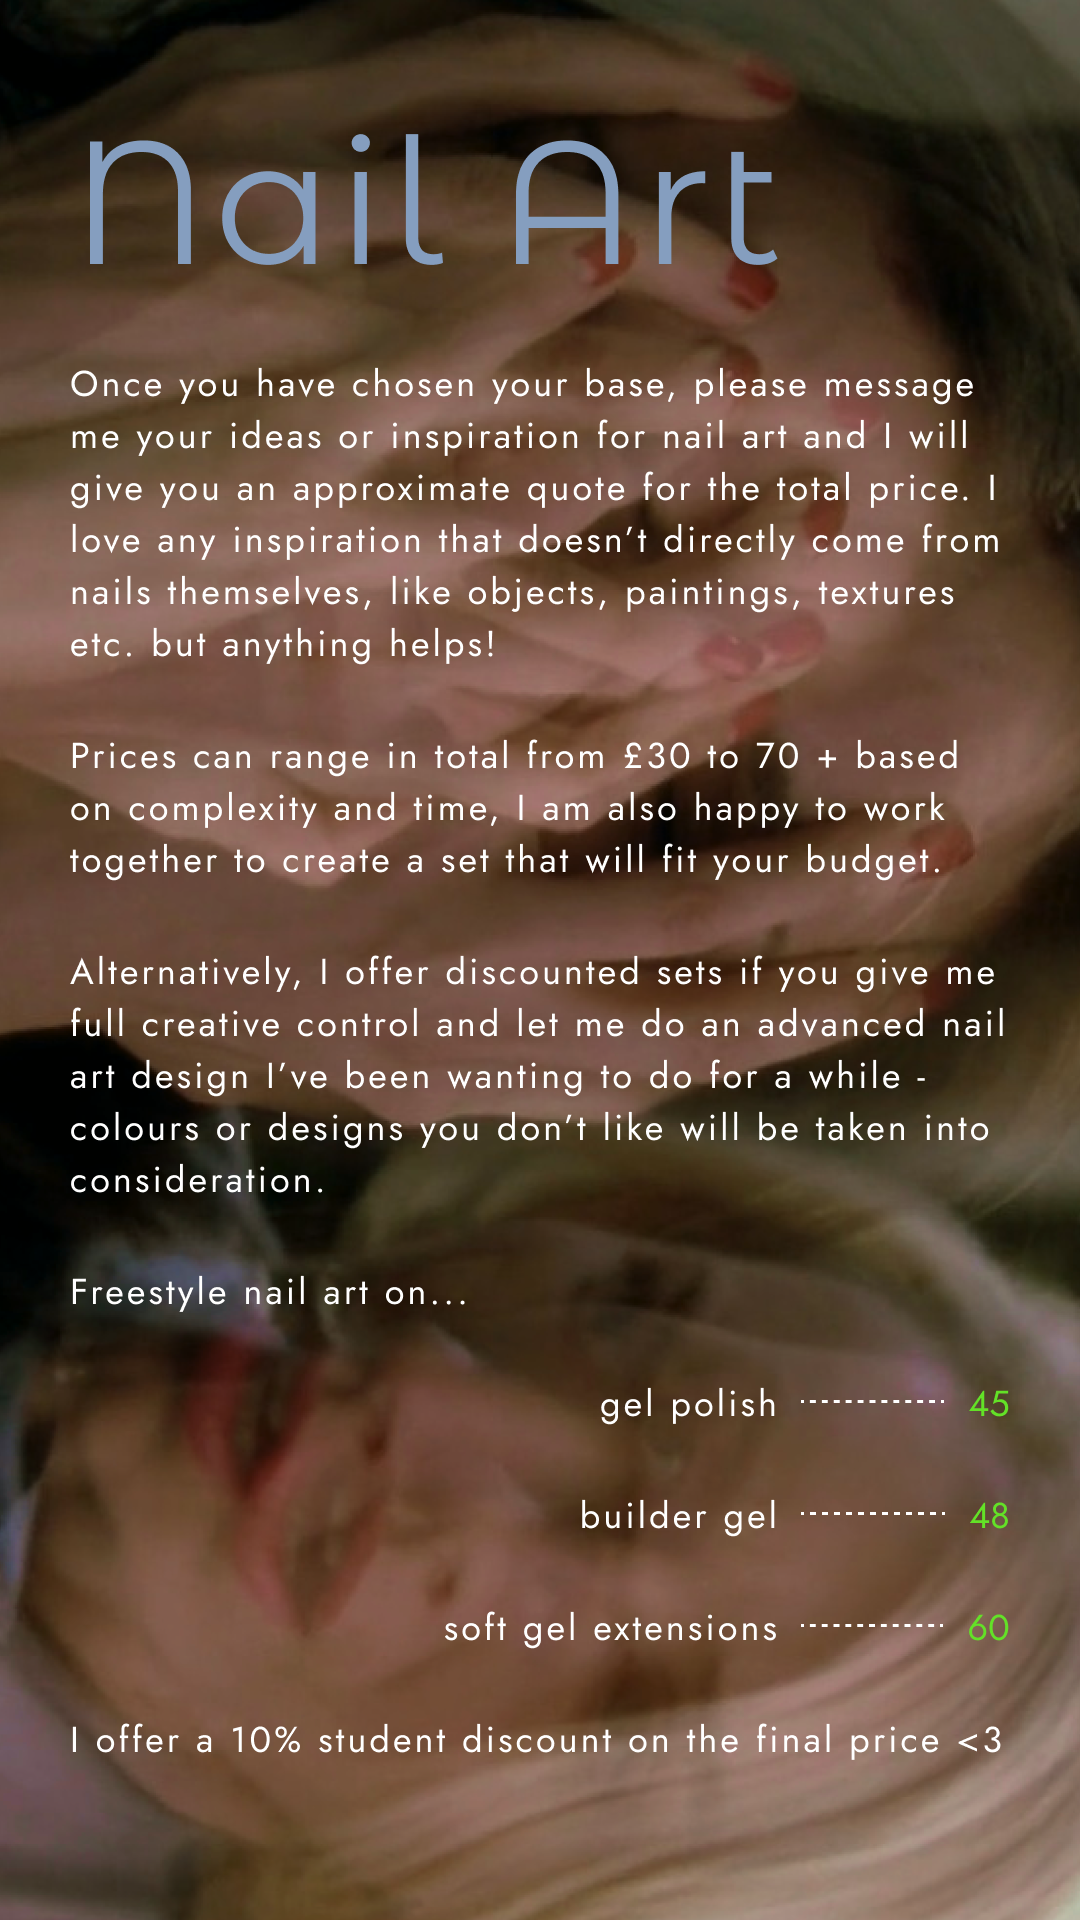 Nail Art
Once you have chosen your base, please message
me your ideas or inspiration for nail art and I will
give you an approximate quote for the total price. I
love any inspiration that doesn’t directly come from
nails themselves, like objects, paintings, textures
etc. but anything helps!
Prices can range in total from £30 to 70 + based
on complexity and time, I am also happy to work
together to create a set that will fit your budget.
Alternatively, I offer discounted sets if you give me
full creative control and let me do an advanced nail
art design I’ve been wanting to do for a while -
colours or designs you don’t like will be taken into
consideration.
Freestyle nail art on...
gel polish ------------ 45
builder gel ------------ 48
soft gel extensions ------------ 60
I offer a 10% student discount on the final price <3